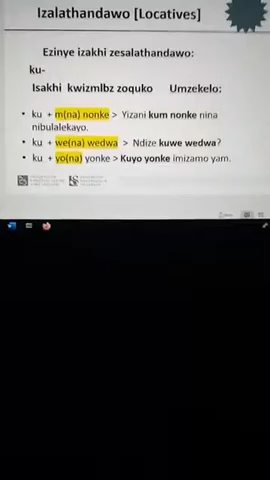 Izalathandawo [Locatives]
Ezinye izakhi zesalathandawo:
ku-
Isakhi kwizmlbz zoquko Umzekelo:
• ku + m(na) nonke > Yizani kum nonke nina
nibulalekayo.
• ku + we(na) wedwa > Ndize kuwe wedwa?
• ku + yo(na) yonke > Kuyo yonke imizamo yam.